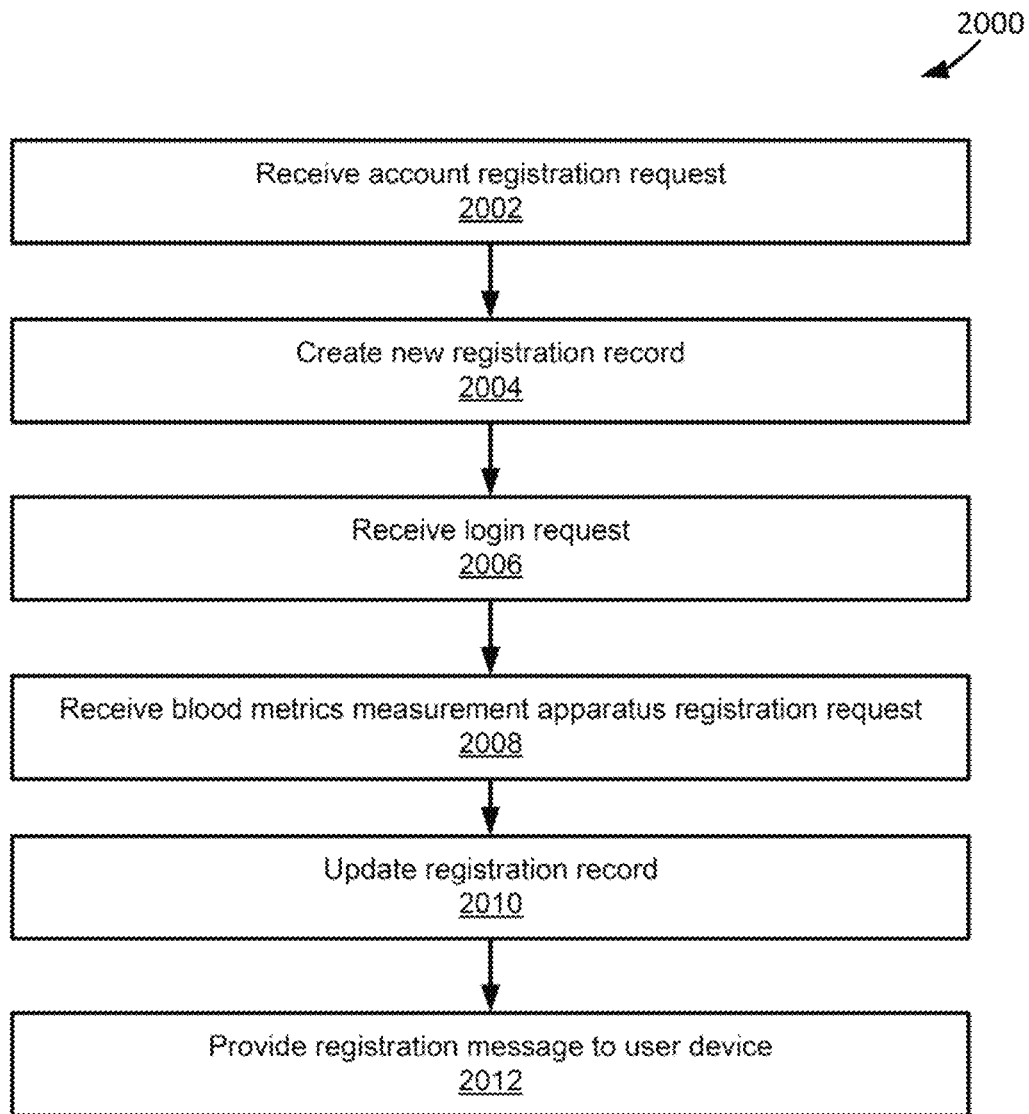 2000
Receive account registration request
2002
Create new registration record
2004
Receive login request
2006
Receive blood metrics measurement apparatus registration request
2008
Update registration record
2010
Provide registration message to user device
2012